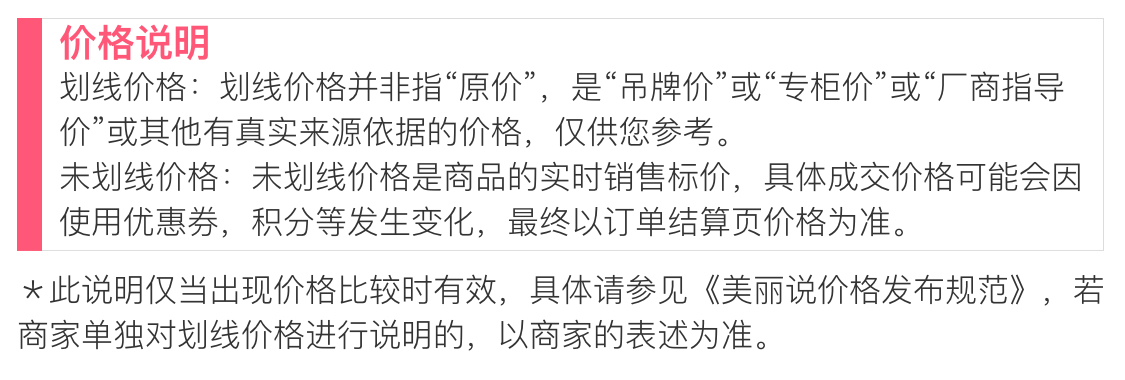 价格说明
划线价格：划线价格并非指“原价”，是“吊牌价”或“专柜价”或“厂商指导
价”或其他有真实来源依据的价格，仅供您参考。
未划线价格：未划线价格是商品的实时销售标价，具体成交价格可能会因
使用优惠券，积分等发生变化，最终以订单结算页价格为准。
＊此说明仅当出现价格比较时有效，具体请参见《美丽说价格发布规范》，若
商家单独对划线价格进行说明的，以商家的表述为准。